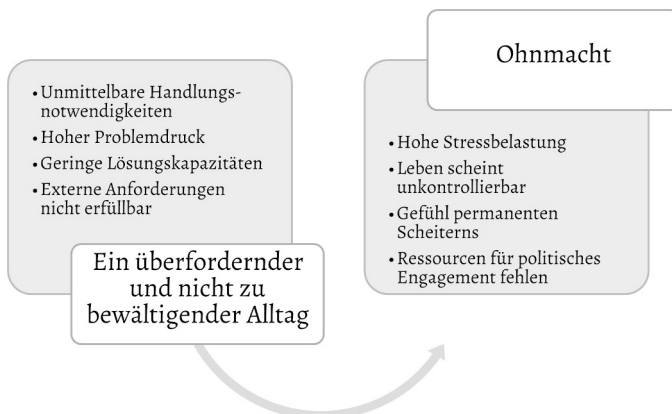 • Unmittelbare Handlungs-
notwendigkeiten
• Hoher Problemdruck
• Geringe Lösungskapazitäten
• Externe Anforderungen
nicht erfüllbar
Ein überfordernder
und nicht zu
bewältigender Alltag
Ohnmacht
• Hohe Stressbelastung
• Leben scheint
unkontrollierbar
• Gefühl permanenten
Scheiterns
• Ressourcen für politisches
Engagement fehlen